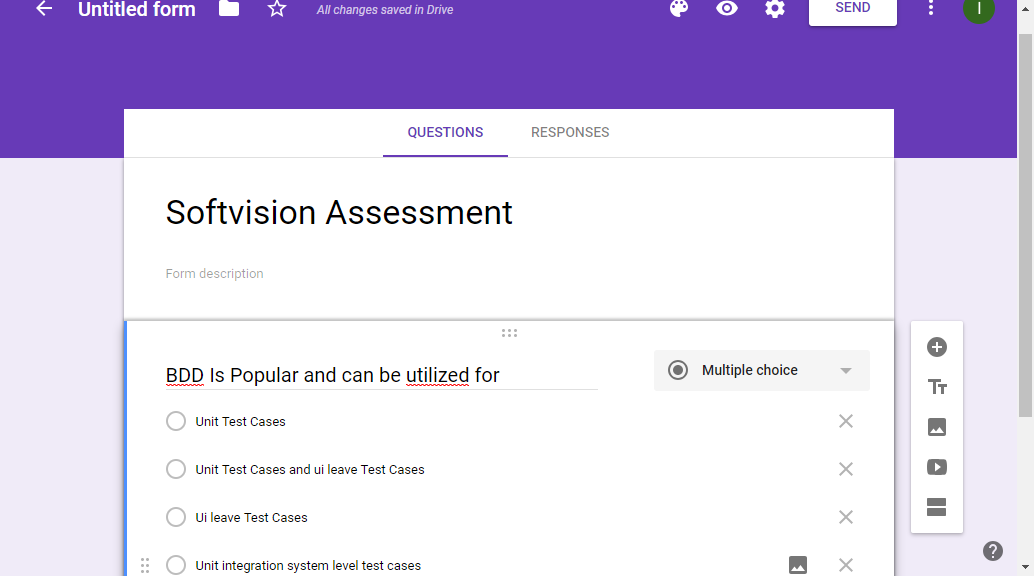 Untitled form All changes saved in Drive SEND I
QUESTIONS RESPONSES
Softvision Assessment
Form description
BDD Is Popular and can be utilized for Multiple choice
Unit Test Cases
Unit Test Cases and ui leave Test Cases
Ui leave Test Cases
Unit integration system level test cases